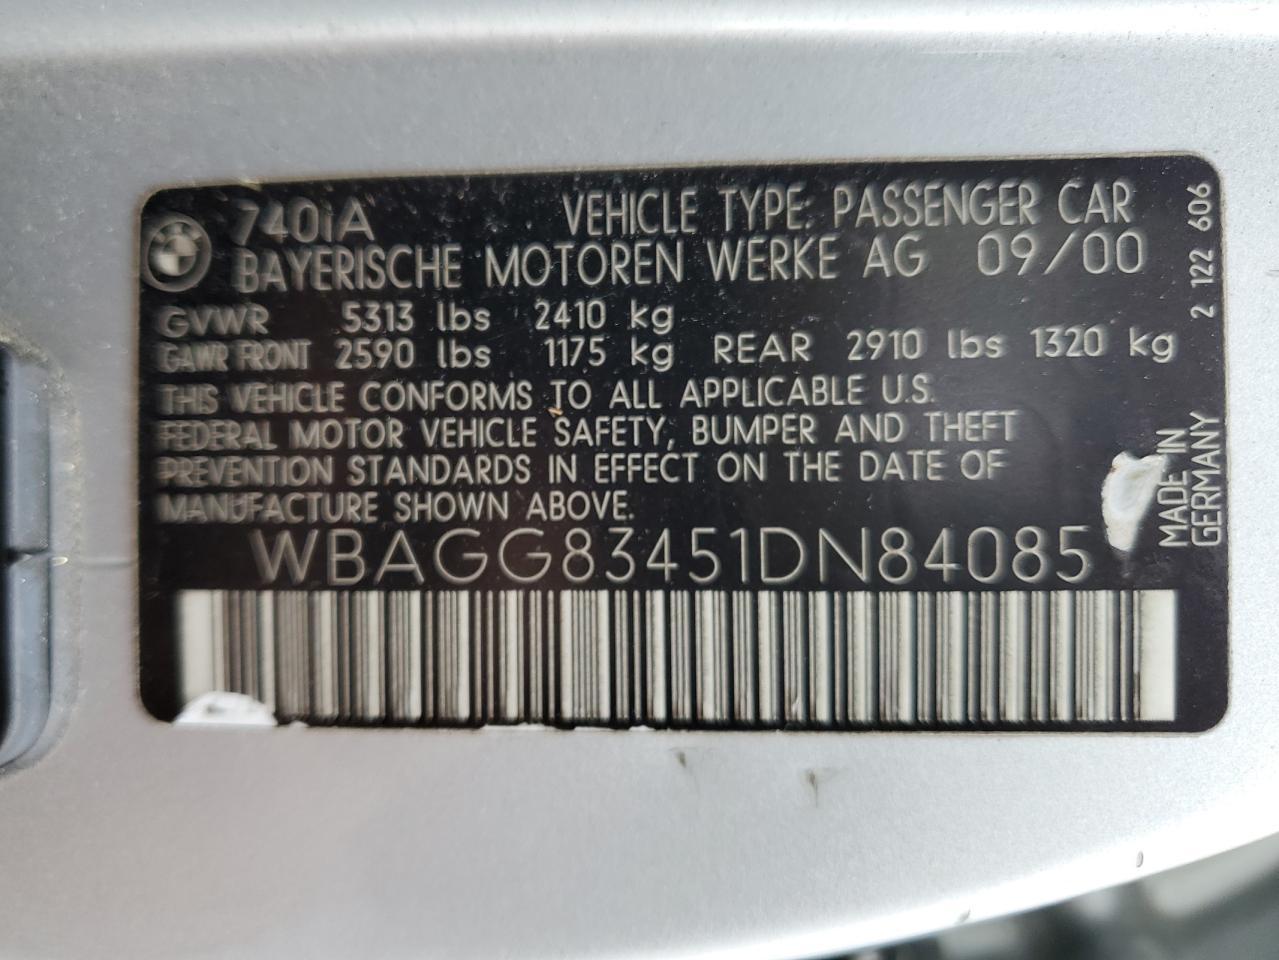 740iA VEHICLE TYPE: PASSENGER CAR
BAYERISCHE MOTOREN WERKE AG 09/00
GVWR 5313 lbs 2410 kg
GAWR FRONT 2590 lbs 1175 kg REAR 2910 lbs 1320 kg
THIS VEHICLE CONFORMS TO ALL APPLICABLE U.S.
FEDERAL MOTOR VEHICLE SAFETY, BUMPER AND THEFT
PREVENTION STANDARDS IN EFFECT ON THE DATE OF
MANUFACTURE SHOWN ABOVE.
WBAGG83451DN84085
2 122 606
MADE IN
GERMANY